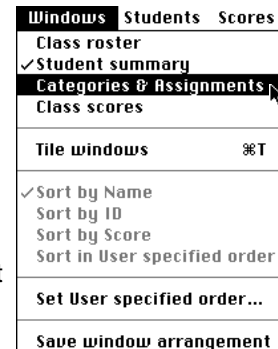 Windows Students Scores
Class roster
✓Student summary
Categories & Assignments
Class scores
Tile windows ⌘T
✓Sort by Name
Sort by ID
Sort by Score
Sort in User specified order
t
Set User specified order...
Save window arrangement